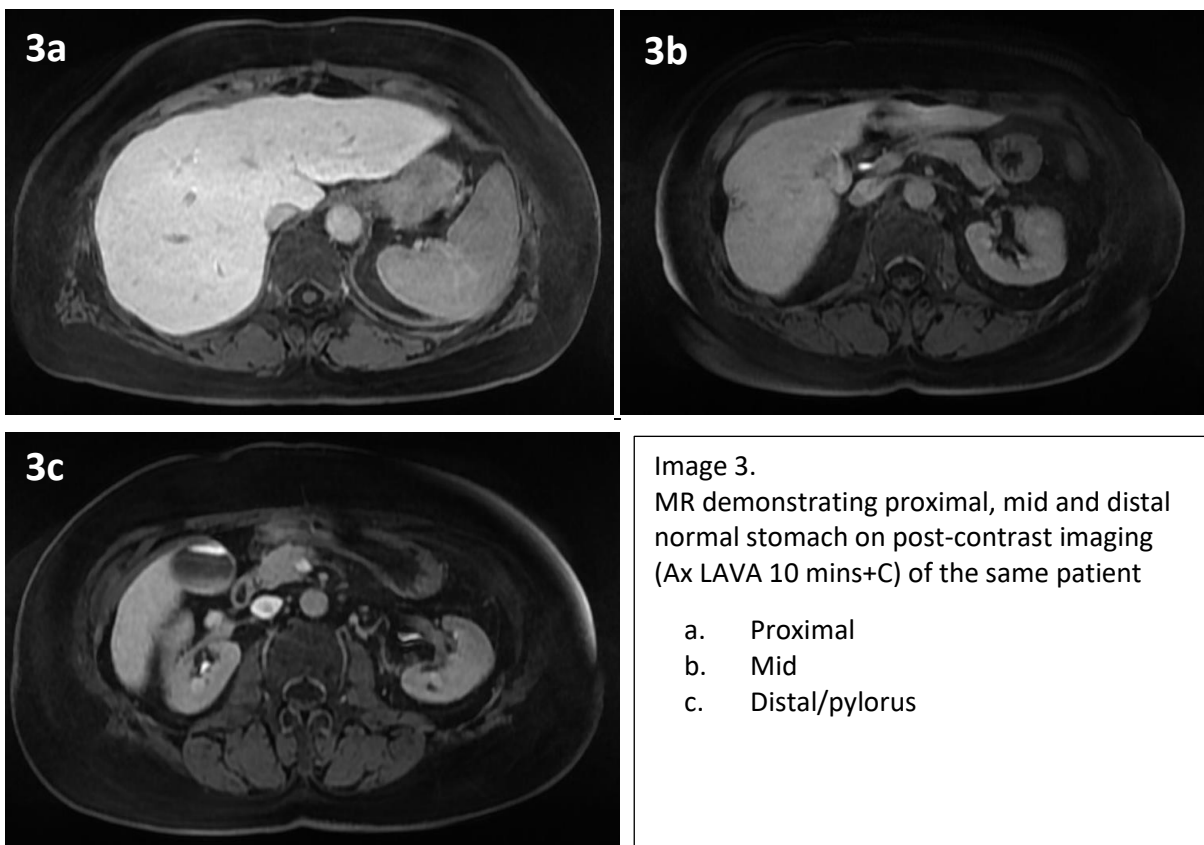 3a
3b
3c
Image 3.
MR demonstrating proximal, mid and distal
normal stomach on post-contrast imaging
(Ax LAVA 10 mins+C) of the same patient
a. Proximal
b. Mid
c. Distal/pylorus